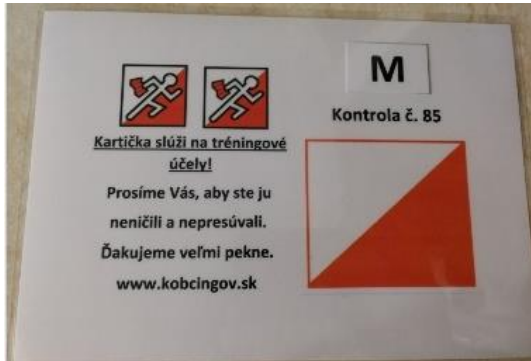 Kartička slúži na tréningové
účely!
Prosíme Vás, aby ste ju
neničili a nepresúvali.
Ďakujeme veľmi pekne.
www.kobcingov.sk
M
Kontrola č. 85